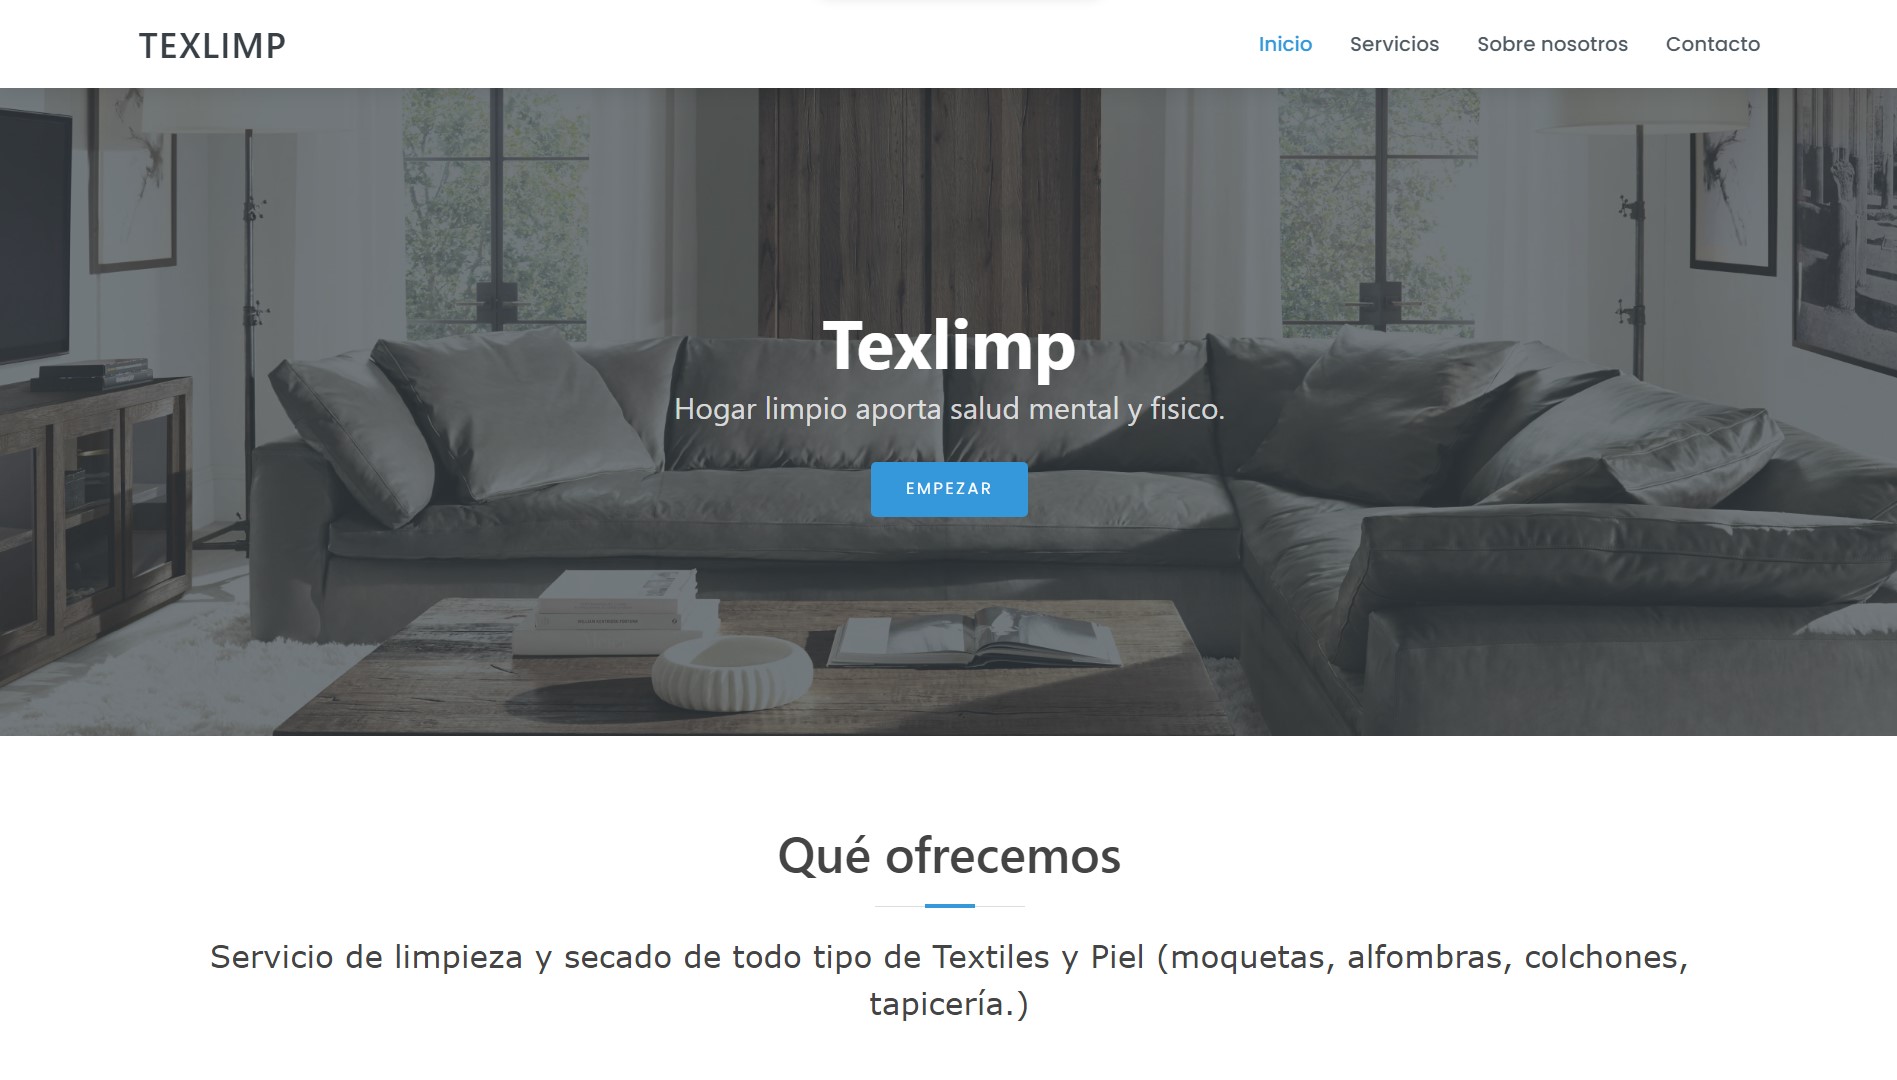 TEXLIMP
Inicio Servicios Sobre nosotros Contacto
Texlimp
Hogar limpio aporta salud mental y fisico.
EMPEZAR
Qué ofrecemos
Servicio de limpieza y secado de todo tipo de Textiles y Piel (moquetas, alfombras, colchones,
tapicería.)